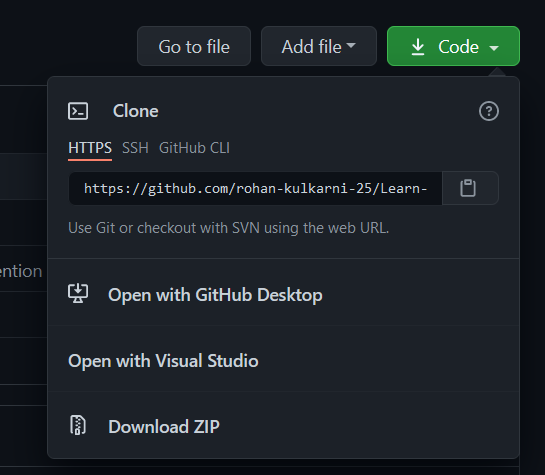 Go to file Add file Code
Clone
HTTPS SSH GitHub CLI
https://github.com/rohan-kulkarni-25/Learn-
Use Git or checkout with SVN using the web URL.
ention
Open with GitHub Desktop
Open with Visual Studio
Download ZIP